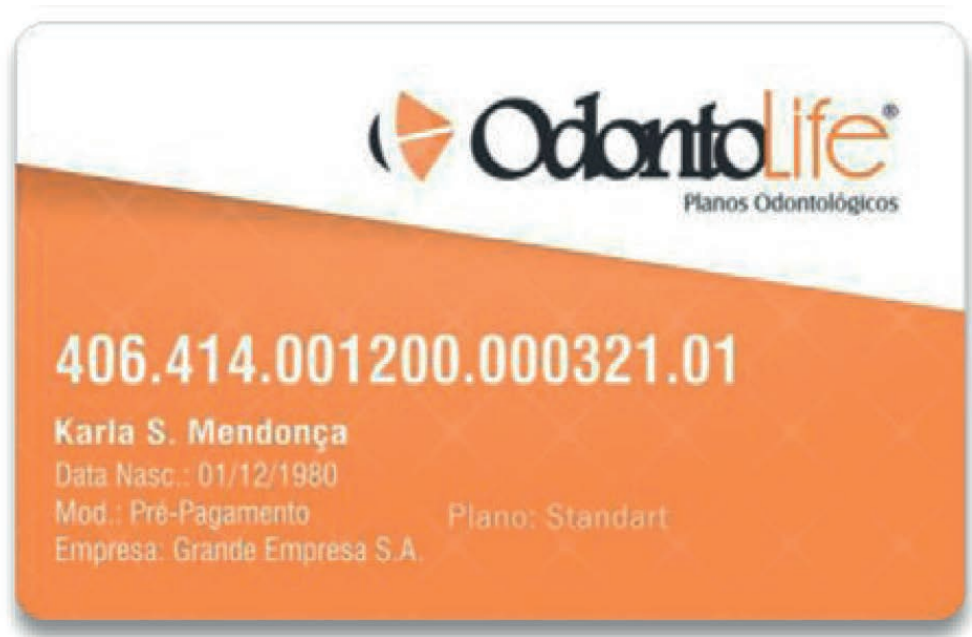 OdontoLife®
Planos Odontológicos
406.414.001200.000321.01
Karla S. Mendonça
Data Nasc.: 01/12/1980
Mod.: Pré-Pagamento
Plano: Standart
Empresa: Grande Empresa S.A.